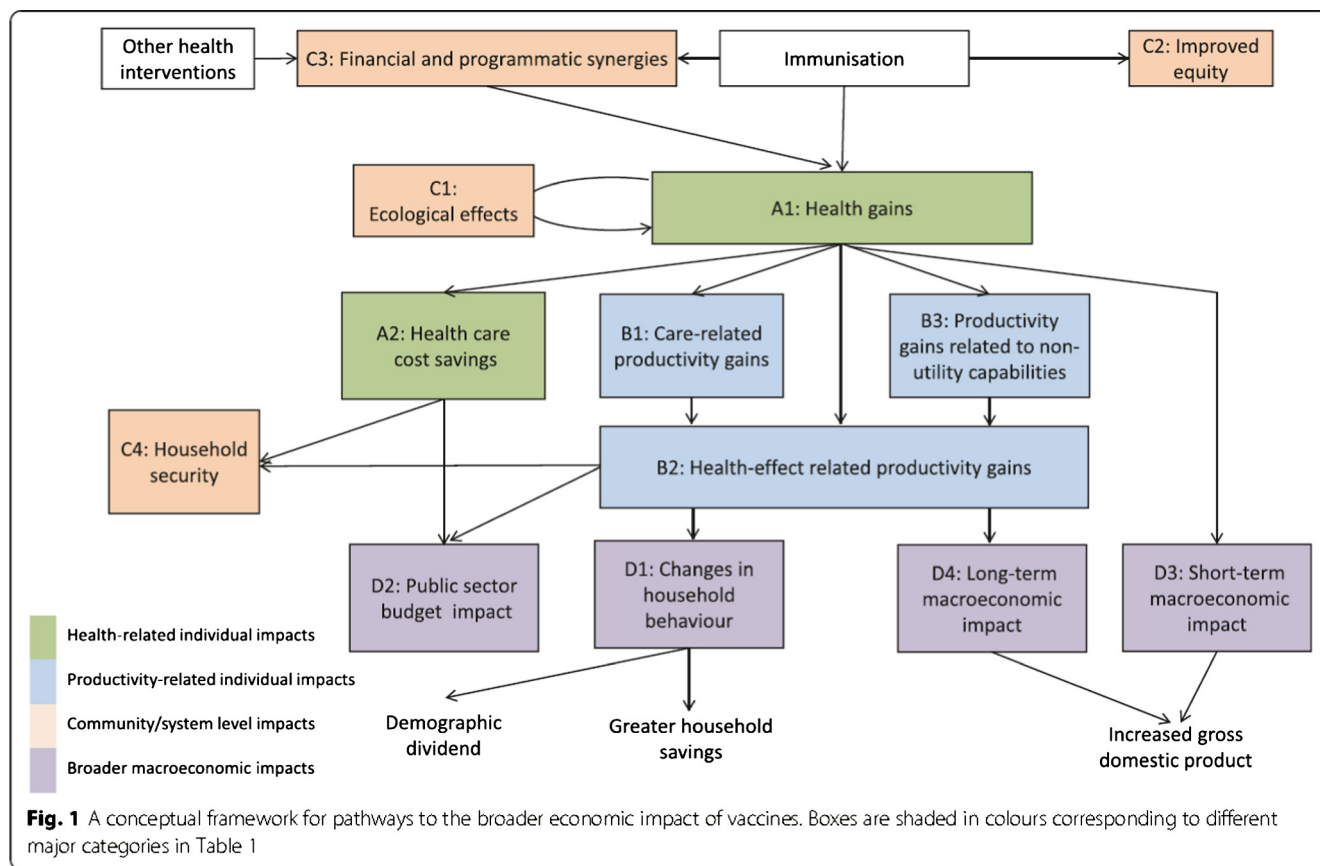 Other health
interventions
C3: Financial and programmatic synergies
Immunisation
C2: Improved
equity
C1:
Ecological effects
A1: Health gains
A2: Health care
cost savings
B1: Care-related
productivity gains
B3: Productivity
gains related to non-
utility capabilities
C4: Household
security
B2: Health-effect related productivity gains
D2: Public sector
budget impact
D1: Changes in
household
behaviour
D4: Long-term
macroeconomic
impact
D3: Short-term
macroeconomic
impact
Health-related individual impacts
Productivity-related individual impacts
Community/system level impacts
Broader macroeconomic impacts
Demographic
dividend
Greater household
savings
Increased gross
domestic product
Fig. 1 A conceptual framework for pathways to the broader economic impact of vaccines. Boxes are shaded in colours corresponding to different
major categories in Table 1